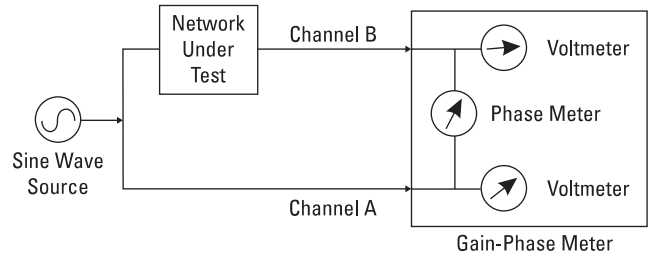 Network
Under
Test
Channel B
Voltmeter
Phase Meter
Sine Wave
Source
Voltmeter
Channel A
Gain-Phase Meter